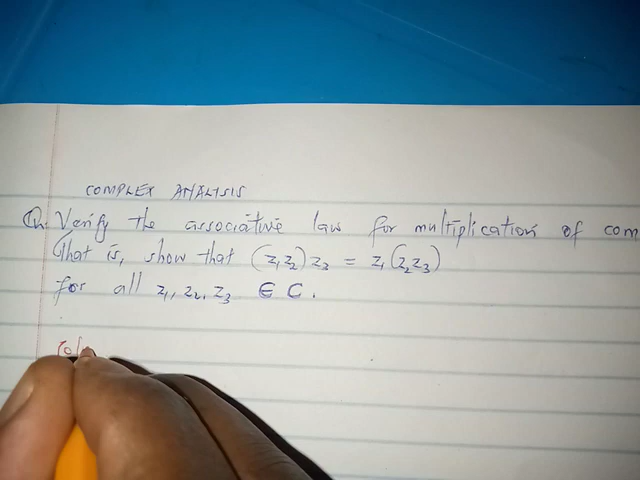 COMPLEX ANALYSIS
Q. Verify the associative law for multiplication of com
That is, show that (z₁z₂)z₃ = z₁(z₂z₃)
for all z₁, z₂, z₃ ∈ C.